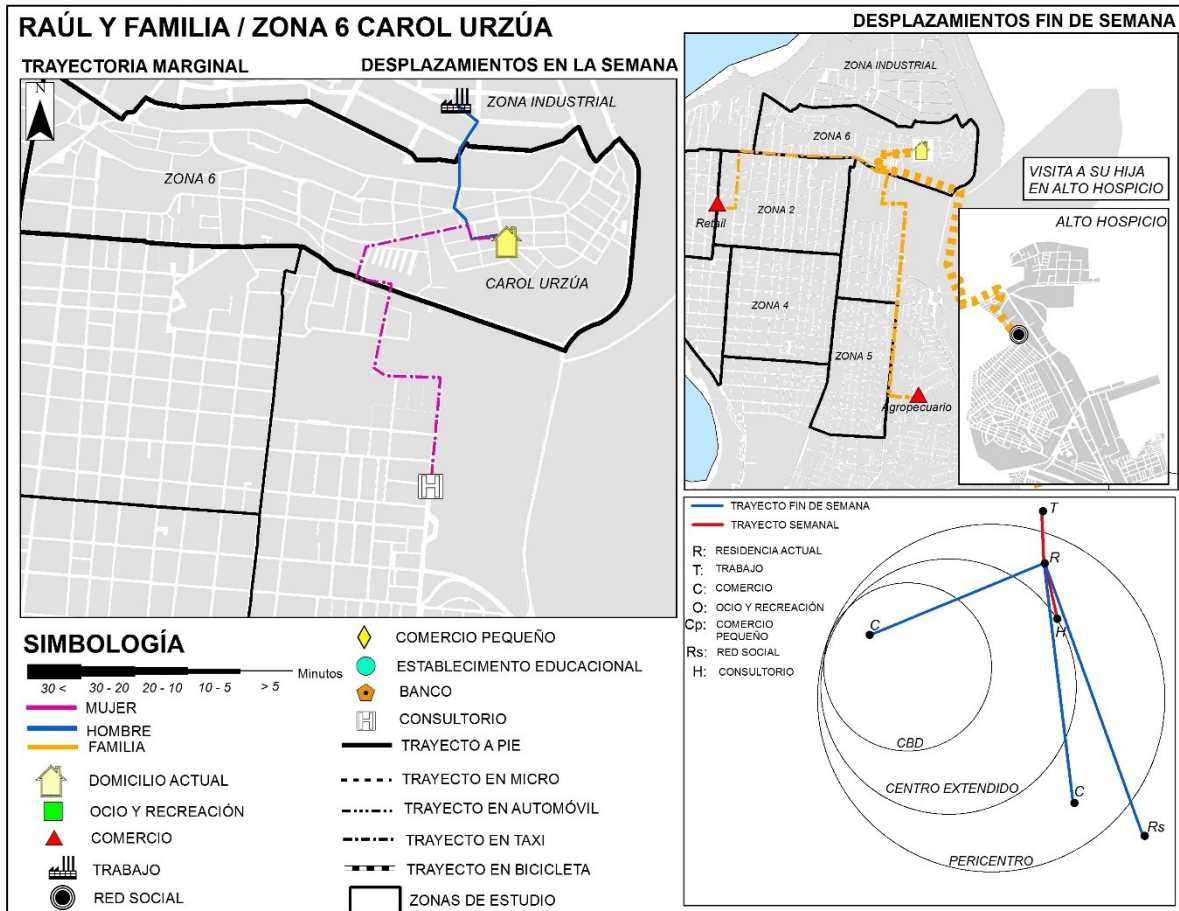 RAÚL Y FAMILIA / ZONA 6 CAROL URZÚA
TRAYECTORIA MARGINAL
DESPLAZAMIENTOS EN LA SEMANA
N
ZONA INDUSTRIAL
ZONA 6
CAROL URZÚA
H
DESPLAZAMIENTOS FIN DE SEMANA
ZONA INDUSTRIAL
ZONA 6
VISITA A SU HIJA
EN ALTO HOSPICIO
Retail
ZONA 2
ALTO HOSPICIO
ZONA 4
ZONA 5
Agropecuario
SIMBOLOGÍA
Minutos
30 <
30 - 20
20 - 10
10 - 5
> 5
MUJER
HOMBRE
FAMILIA
DOMICILIO ACTUAL
OCIO Y RECREACIÓN
COMERCIO
TRABAJO
RED SOCIAL
COMERCIO PEQUEÑO
ESTABLECIMIENTO EDUCACIONAL
BANCO
H CONSULTORIO
TRAYECTO A PIE
TRAYECTO EN MICRO
TRAYECTO EN AUTOMÓVIL
TRAYECTO EN TAXI
TRAYECTO EN BICICLETA
ZONAS DE ESTUDIO
TRAYECTO FIN DE SEMANA
TRAYECTO SEMANAL
R: RESIDENCIA ACTUAL
T: TRABAJO
C: COMERCIO
O: OCIO Y RECREACIÓN
Cp: COMERCIO
PEQUEÑO
Rs: RED SOCIAL
H: CONSULTORIO
T
R
C
H
CBD
CENTRO EXTENDIDO
C
Rs
PERICENTRO